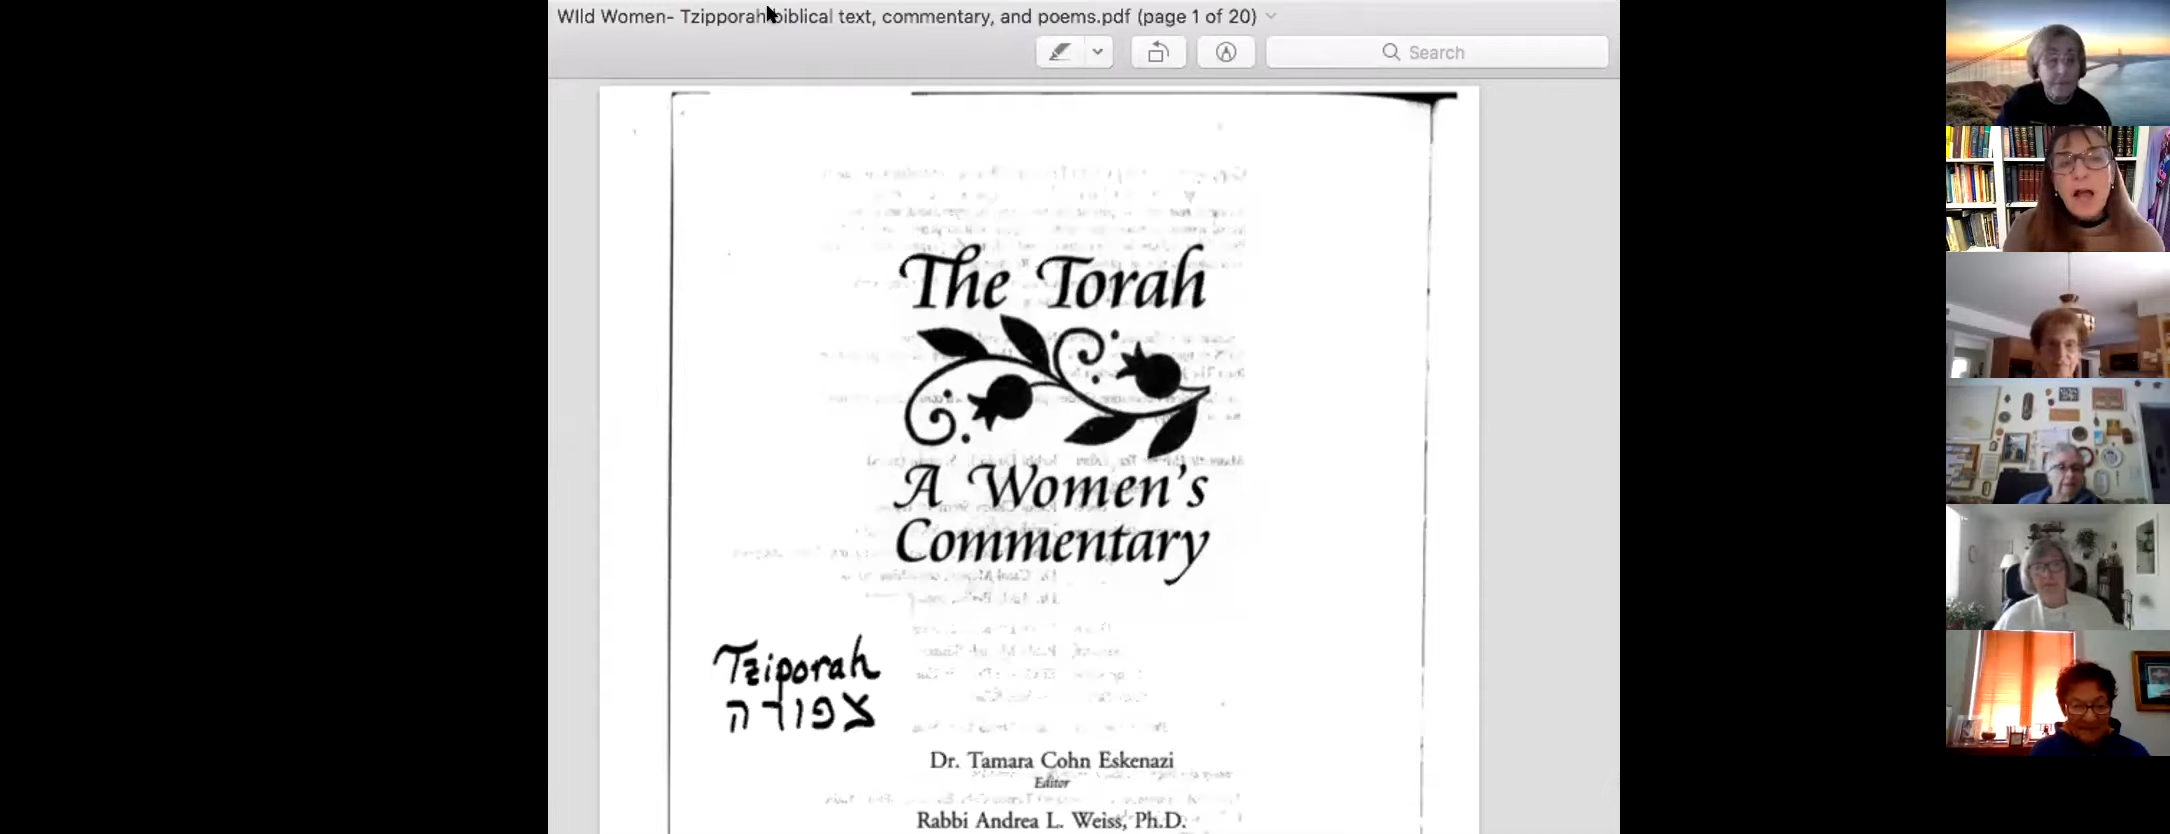 WIld Women- Tzipporah biblical text, commentary, and poems.pdf (page 1 of 20)
Search
The Torah
A Women's
Commentary
Tziporah
צפורה
Dr. Tamara Cohn Eskenazi
Editor
Rabbi Andrea L. Weiss, Ph.D.